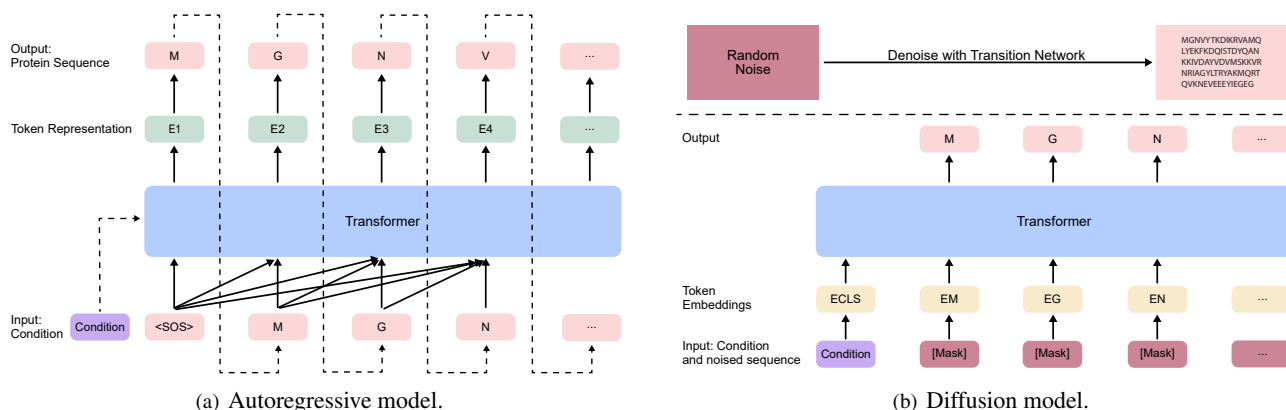 Output:
Protein Sequence
M G N V ...
Token Representation
E1 E2 E3 E4 ...
Transformer
Input:
Condition
Condition <SOS> M G N ...
(a) Autoregressive model.
Random
Noise
Denoise with Transition Network
MGNVYTKDIKRVAMQ
LYEKFKDQISTDYQAN
KKIVDAYVDVMSKKVR
NRIAGYLTRYAKMQRT
QVKNEVEEEYIEGEG
Output
M G N ...
Transformer
Token
Embeddings
ECLS EM EG EN ...
Input: Condition
and noised sequence
Condition [Mask] [Mask] [Mask] ...
(b) Diffusion model.